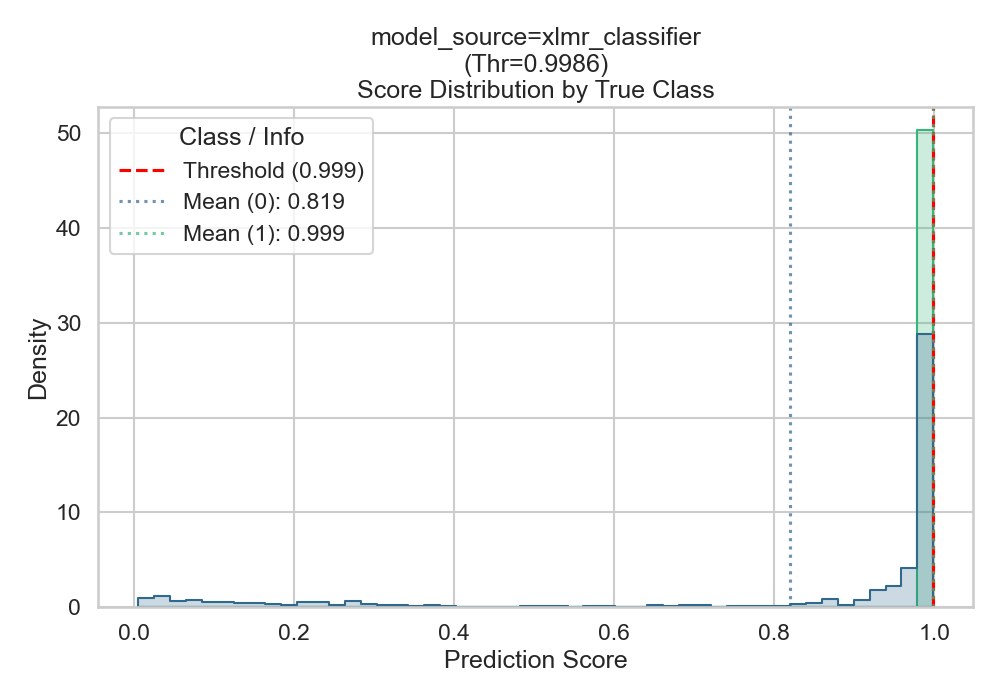 model_source=xlmr_classifier
(Thr=0.9986)
Score Distribution by True Class
Class / Info
Threshold (0.999)
Mean (0): 0.819
Mean (1): 0.999
50
40
30
20
10
0
Density
0.0 0.2 0.4 0.6 0.8 1.0
Prediction Score